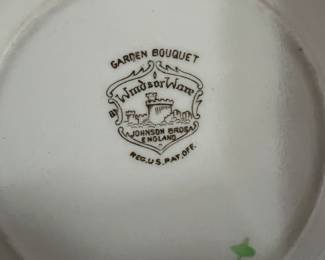 GARDEN BOUQUET
By Windsor Ware
JOHNSON BROS
ENGLAND
REG. U.S. PAT. OFF.